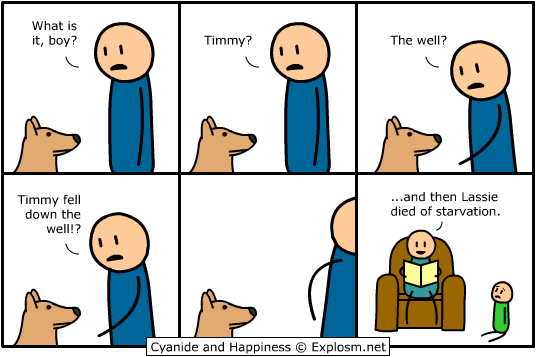 What is
it, boy?
Timmy?
The well?
Timmy fell
down the
well!?
...and then Lassie
died of starvation.
Cyanide and Happiness © Explosm.net